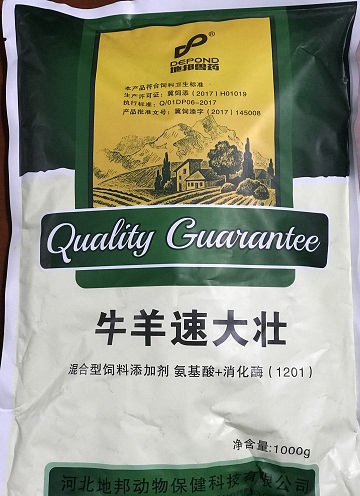 ®
DEPOND
地邦兽药
本产品符合饲料卫生标准
生产许可证：冀饲添（2017）H01019
执行标准：Q/01DP06-2017
产品批准文号：冀饲添字（2017）145008
Quality Guarantee
牛羊速大壮
混合型饲料添加剂 氨基酸+消化酶（1201）
净含量:1000g
河北地邦动物保健科技有限公司